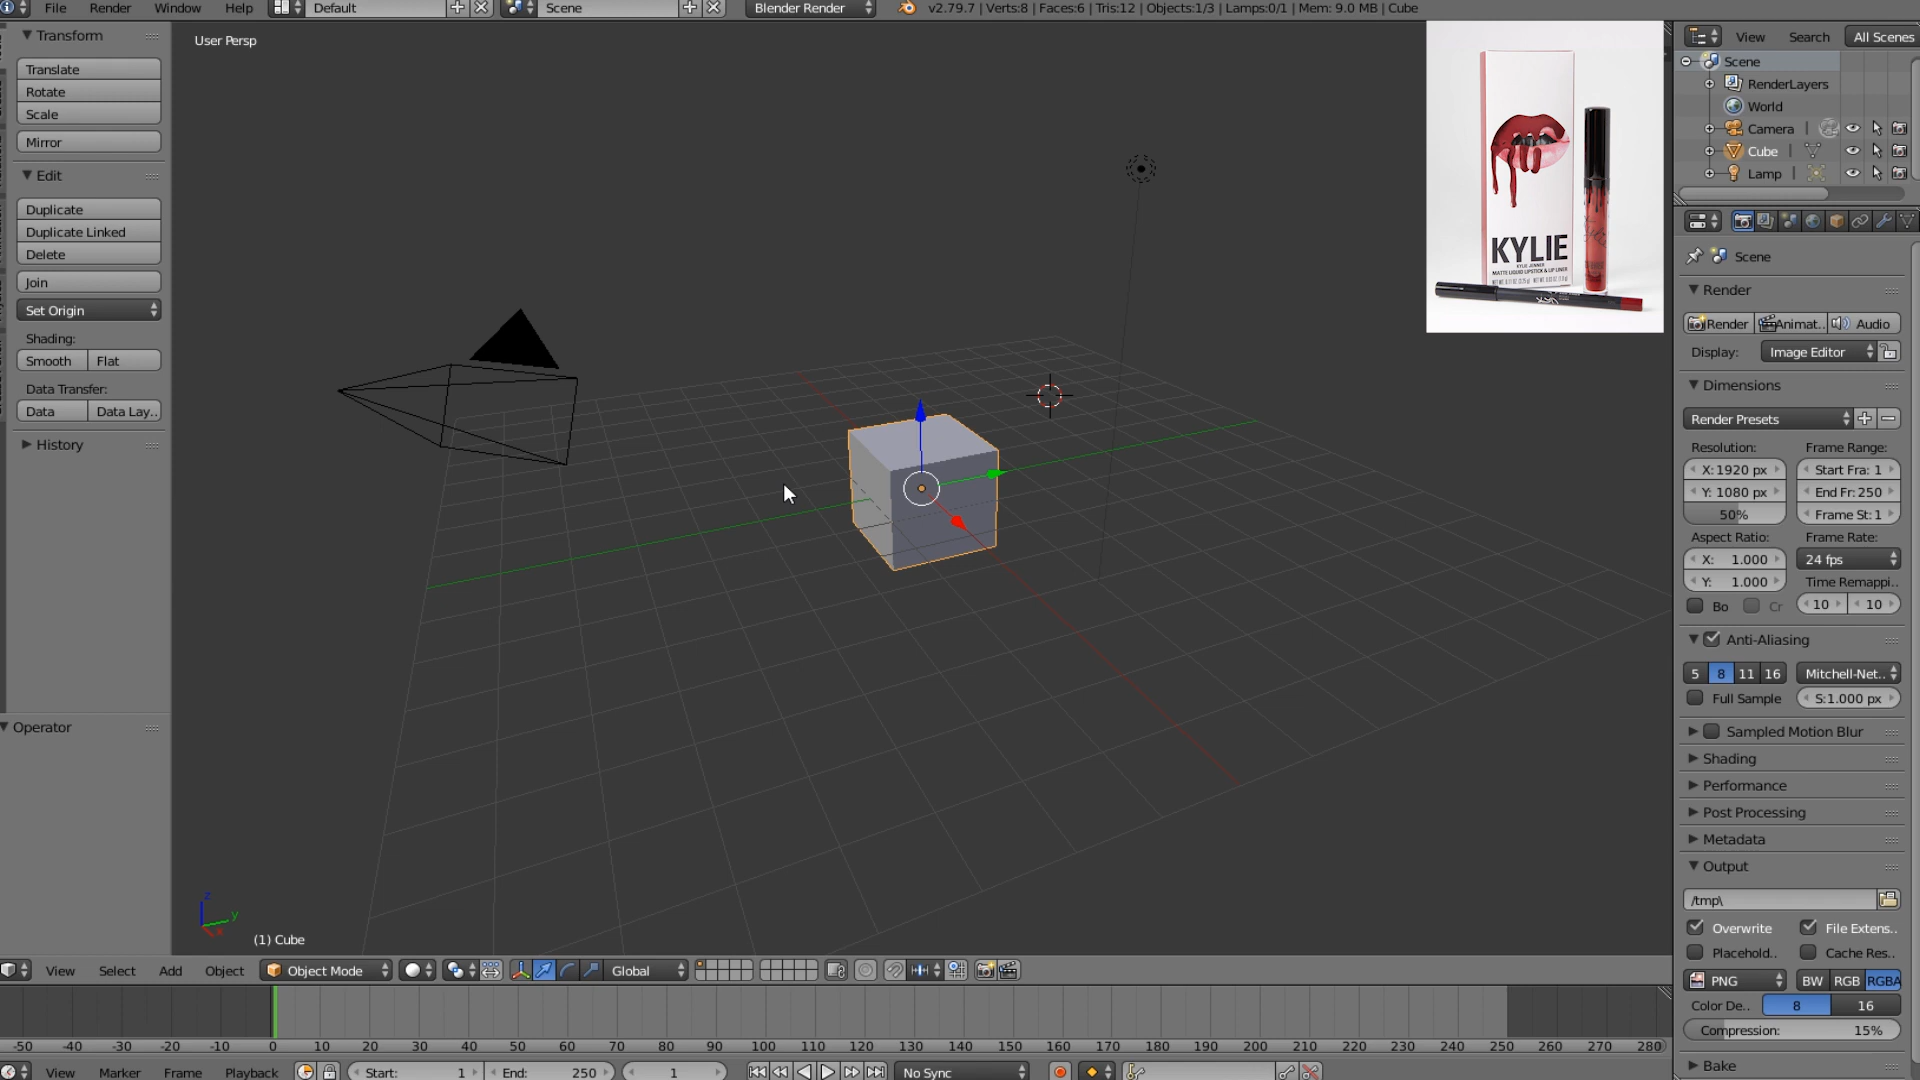 File Render Window Help Default Scene Blender Render v2.79.7 | Verts:8 | Faces:6 | Tris:12 | Objects:1/3 | Lamps:0/1 | Mem: 9.0 MB | Cube
Transform
Translate
Rotate
Scale
Mirror
Edit
Duplicate
Duplicate Linked
Delete
Join
Set Origin
Shading:
Smooth Flat
Data Transfer:
Data Data Lay..
History
Operator
User Persp
KYLIE
KYLIE JENNER
MATTE LIQUID LIPSTICK & LIP LINER
z
y
x
(1) Cube
View Search All Scenes
Scene
RenderLayers
World
Camera
Cube
Lamp
Scene
Render
Render Animat.. Audio
Display: Image Editor
Dimensions
Render Presets
Resolution: Frame Range:
X: 1920 px Start Fra: 1
Y: 1080 px End Fr: 250
50% Frame St: 1
Aspect Ratio: Frame Rate:
X: 1.000 24 fps
Y: 1.000 Time Remappi..
Bo Cr 10 10
Anti-Aliasing
5 8 11 16 Mitchell-Net..
Full Sample S:1.000 px
Sampled Motion Blur
Shading
Performance
Post Processing
Metadata
Output
/tmp\
Overwrite File Extens..
Placehold.. Cache Res..
PNG BW RGB RGBA
Color De.. 8 16
Compression: 15%
Bake
View Select Add Object Object Mode Global
-50 -40 -30 -20 -10 0 10 20 30 40 50 60 70 80 90 100 110 120 130 140 150 160 170 180 190 200 210 220 230 240 250 260 270 280
View Marker Frame Playback Start: 1 End: 250 1 No Sync